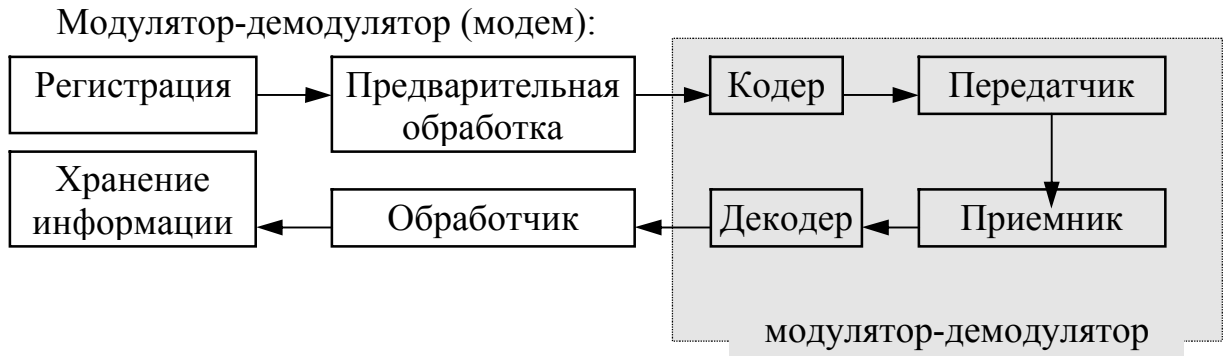 Модулятор-демодулятор (модем):
Регистрация
Предварительная
обработка
Кодер
Передатчик
Хранение
информации
Обработчик
Декодер
Приемник
модулятор-демодулятор